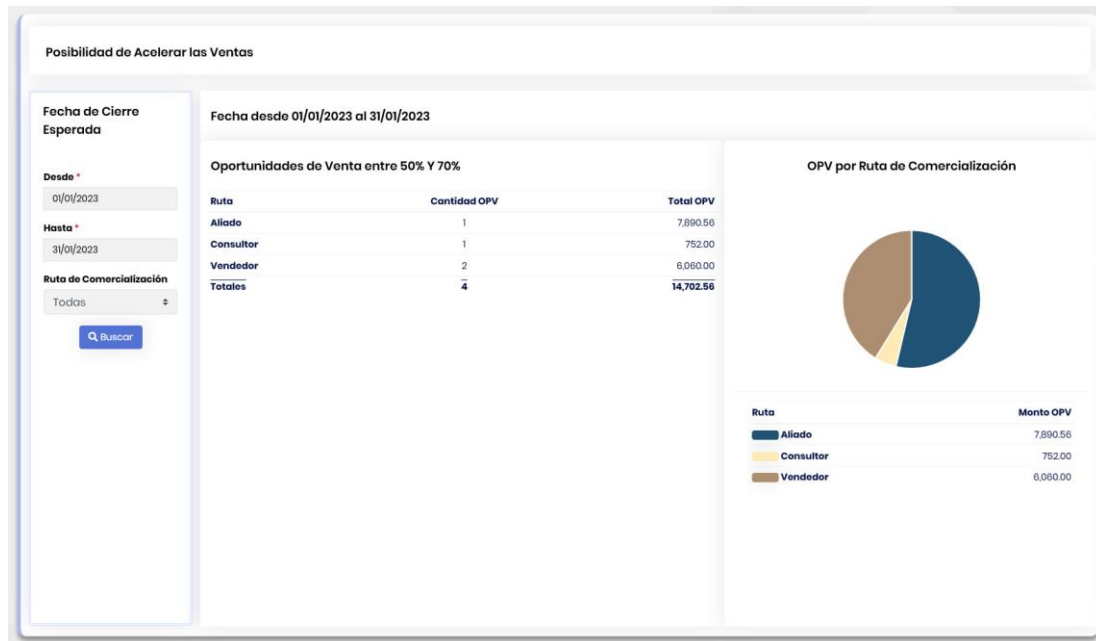 Posibilidad de Acelerar las Ventas
Fecha de Cierre
Esperada
Desde *
01/01/2023
Hasta *
31/01/2023
Ruta de Comercialización
Todas
Buscar
Fecha desde 01/01/2023 al 31/01/2023
Oportunidades de Venta entre 50% Y 70%
Ruta Cantidad OPV Total OPV
Aliado 1 7,890.56
Consultor 1 752.00
Vendedor 2 6,060.00
Totales 4 14,702.56
OPV por Ruta de Comercialización
Ruta Monto OPV
Aliado 7,890.56
Consultor 752.00
Vendedor 6,060.00